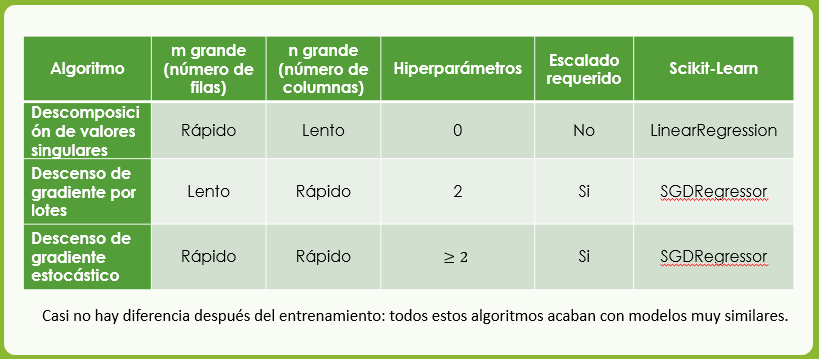 Algoritmo
m grande
(número de
filas)
n grande
(número de
columnas)
Hiperparámetros
Escalado
requerido
Scikit-Learn
Descomposici
ón de valores
singulares
Rápido
Lento
0
No
LinearRegression
Descenso de
gradiente por
lotes
Lento
Rápido
2
Si
SGDRegressor
Descenso de
gradiente
estocástico
Rápido
Rápido
≥ 2
Si
SGDRegressor
Casi no hay diferencia después del entrenamiento: todos estos algoritmos acaban con modelos muy similares.